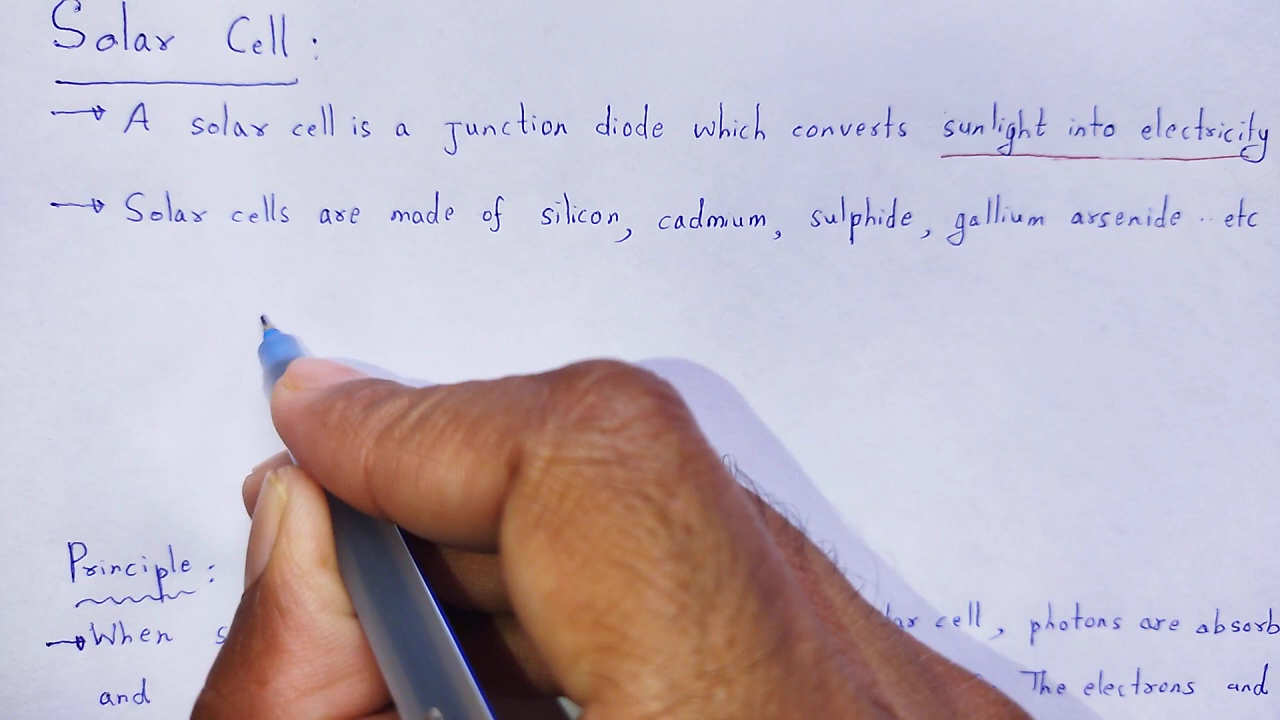 Solar Cell :
→ A solar cell is a junction diode which converts sunlight into electricity
→ Solar cells are made of silicon, cadmium, sulphide, gallium arsenide .. etc
Principle :
→ When lar cell, photons are absorb
and The electrons and